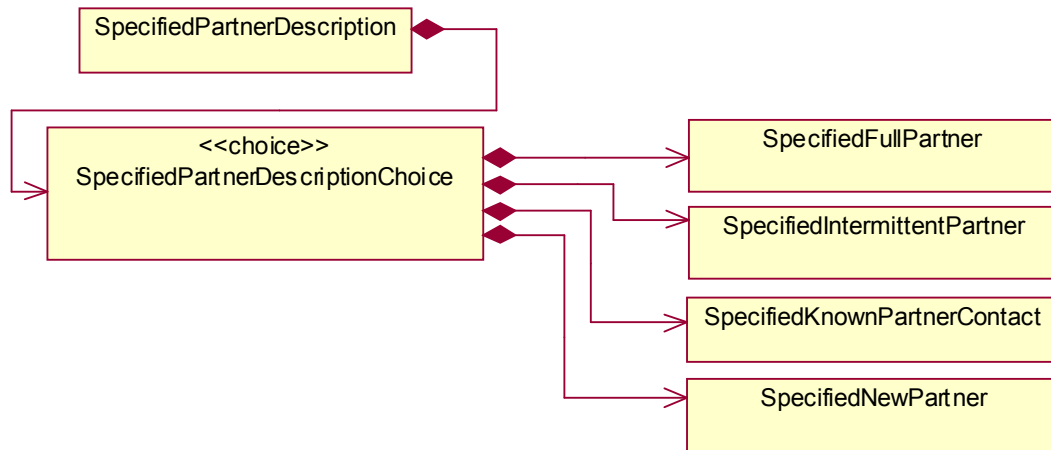 SpecifiedPartnerDescription
<<choice>>
SpecifiedPartnerDescriptionChoice
SpecifiedFullPartner
SpecifiedIntermittentPartner
SpecifiedKnownPartnerContact
SpecifiedNewPartner